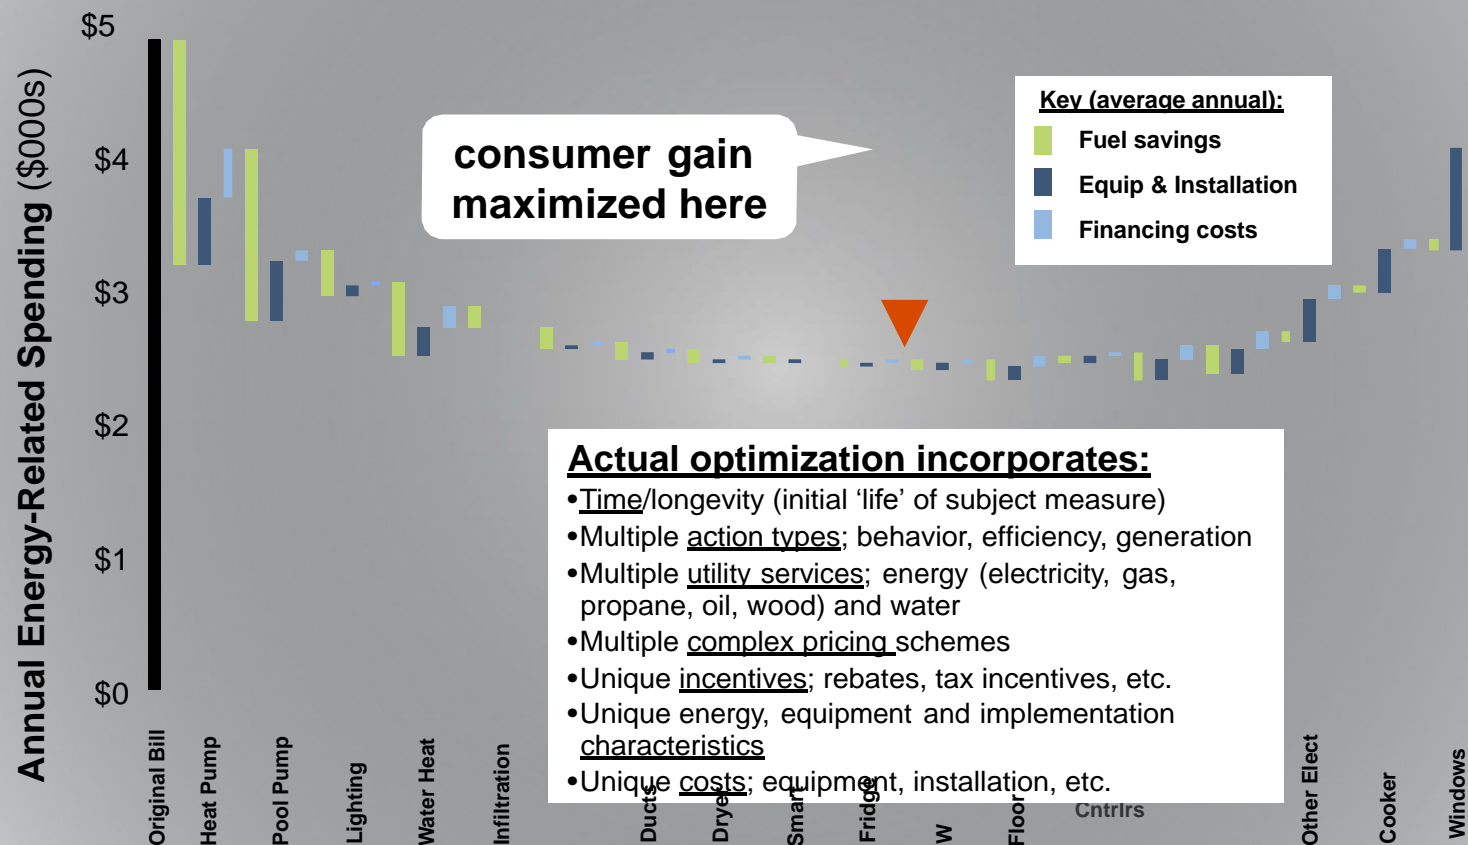 $5
$4
$3
$2
$1
$0
Annual Energy-Related Spending ($000s)
consumer gain
maximized here
Key (average annual):
Fuel savings
Equip & Installation
Financing costs
Actual optimization incorporates:
•Time/longevity (initial ‘life’ of subject measure)
•Multiple action types; behavior, efficiency, generation
•Multiple utility services; energy (electricity, gas,
propane, oil, wood) and water
•Multiple complex pricing schemes
•Unique incentives; rebates, tax incentives, etc.
•Unique energy, equipment and implementation
characteristics
•Unique costs; equipment, installation, etc.
Original Bill
Heat Pump
Pool Pump
Lighting
Water Heat
Infiltration
Ducts
Dryer
Smart
Fridge
W
Floor
Cntrlrs
Other Elect
Cooker
Windows